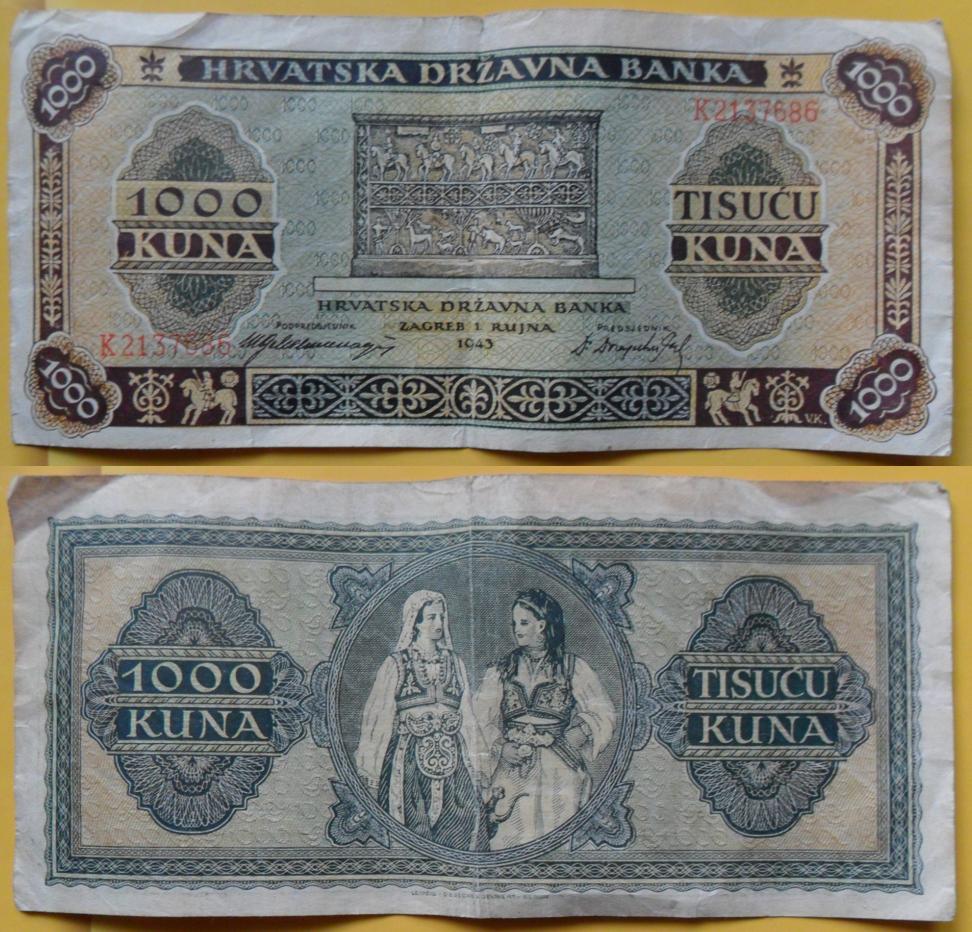 1000
HRVATSKA DRŽAVNA BANKA
1000
K2137686
1000
KUNA
TISUĆU
KUNA
HRVATSKA DRŽAVNA BANKA
PODPREDSJEDNIK
ZAGREB 1. RUJNA
PREDSJEDNIK
1943
K2137686
1000
V.K.
1000
1000
KUNA
TISUĆU
KUNA